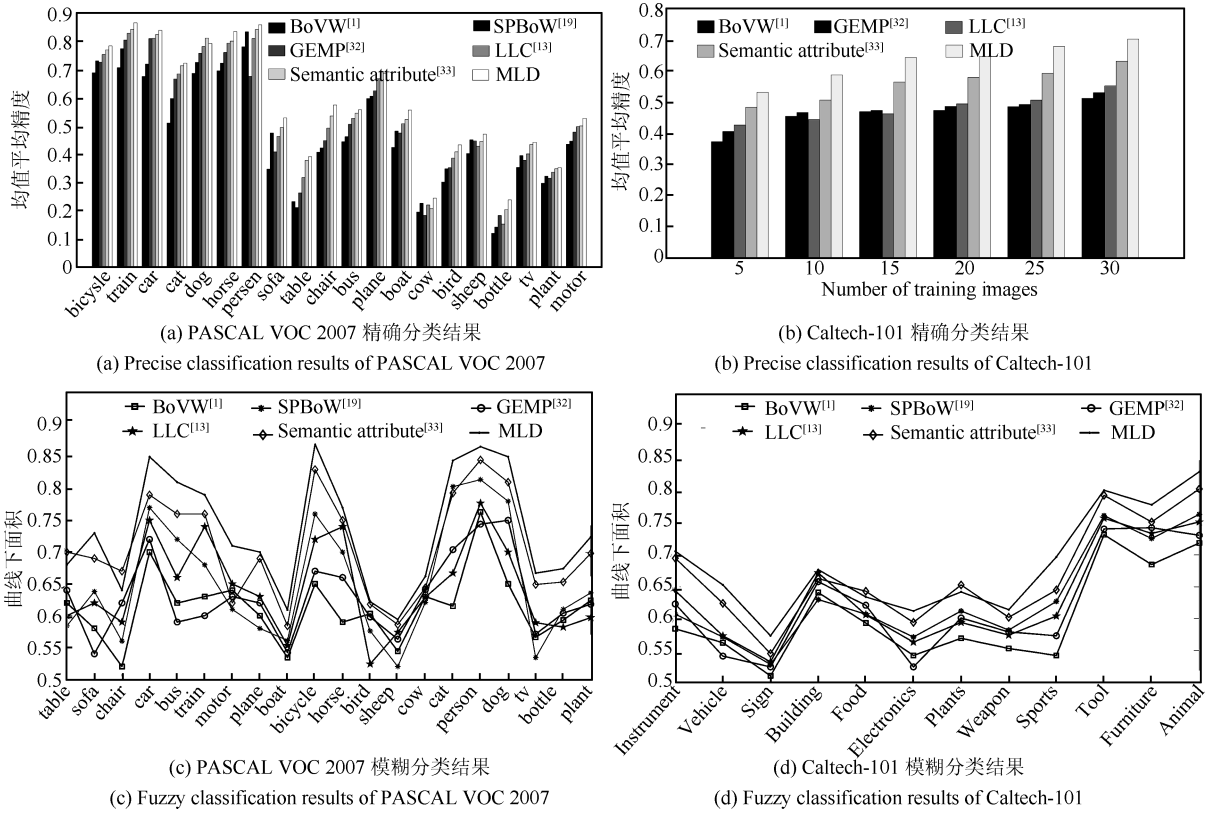 均值平均精度
0.9
0.8
0.7
0.6
0.5
0.4
0.3
0.2
0.1
0
BoVW[1] SPBoW[19]
GEMP[32] LLC[13]
Semantic attribute[33] MLD
bicysle train car cat dog horse persen sofa table chair bus plane boat cow bird sheep bottle tv plant motor
(a) PASCAL VOC 2007 精确分类结果
(a) Precise classification results of PASCAL VOC 2007
均值平均精度
0.8
0.7
0.6
0.5
0.4
0.3
0.2
0.1
0
BoVW[1] GEMP[32] LLC[13]
Semantic attribute[33] MLD
5 10 15 20 25 30
Number of training images
(b) Caltech-101 精确分类结果
(b) Precise classification results of Caltech-101
曲线下面积
0.9
0.85
0.8
0.75
0.7
0.65
0.6
0.55
0.5
BoVW[1] SPBoW[19] GEMP[32]
LLC[13] Semantic attribute[33] MLD
table sofa chair car bus train motor plane boat bicycle horse bird sheep cow cat person dog tv bottle plant
(c) PASCAL VOC 2007 模糊分类结果
(c) Fuzzy classification results of PASCAL VOC 2007
曲线下面积
0.9
0.85
0.8
0.75
0.7
0.65
0.6
0.55
0.5
BoVW[1] SPBoW[19] GEMP[32]
LLC[13] Semantic attribute[33] MLD
Instrument Vehicle Sign Building Food Electronics Plants Weapon Sports Tool Furniture Animal
(d) Caltech-101 模糊分类结果
(d) Fuzzy classification results of Caltech-101